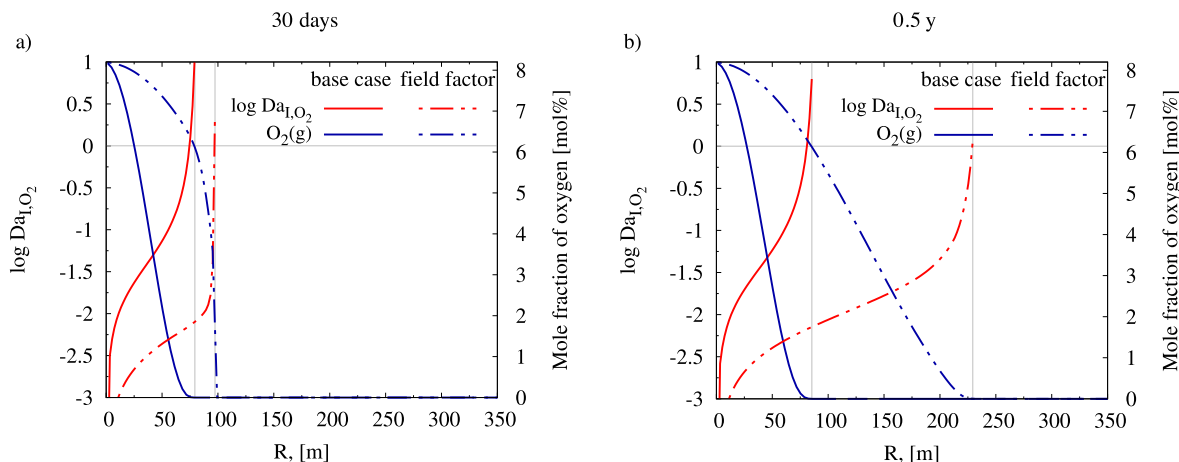 30 days
a)
base case field factor
log Da_I,O₂
O₂(g)
1
0.5
0
-0.5
-1
-1.5
-2
-2.5
-3
log Da_I,O₂
8
7
6
5
4
3
2
1
0
Mole fraction of oxygen [mol%]
0 50 100 150 200 250 300 350
R, [m]
0.5 y
b)
base case field factor
log Da_I,O₂
O₂(g)
1
0.5
0
-0.5
-1
-1.5
-2
-2.5
-3
log Da_I,O₂
8
7
6
5
4
3
2
1
0
Mole fraction of oxygen [mol%]
0 50 100 150 200 250 300 350
R, [m]